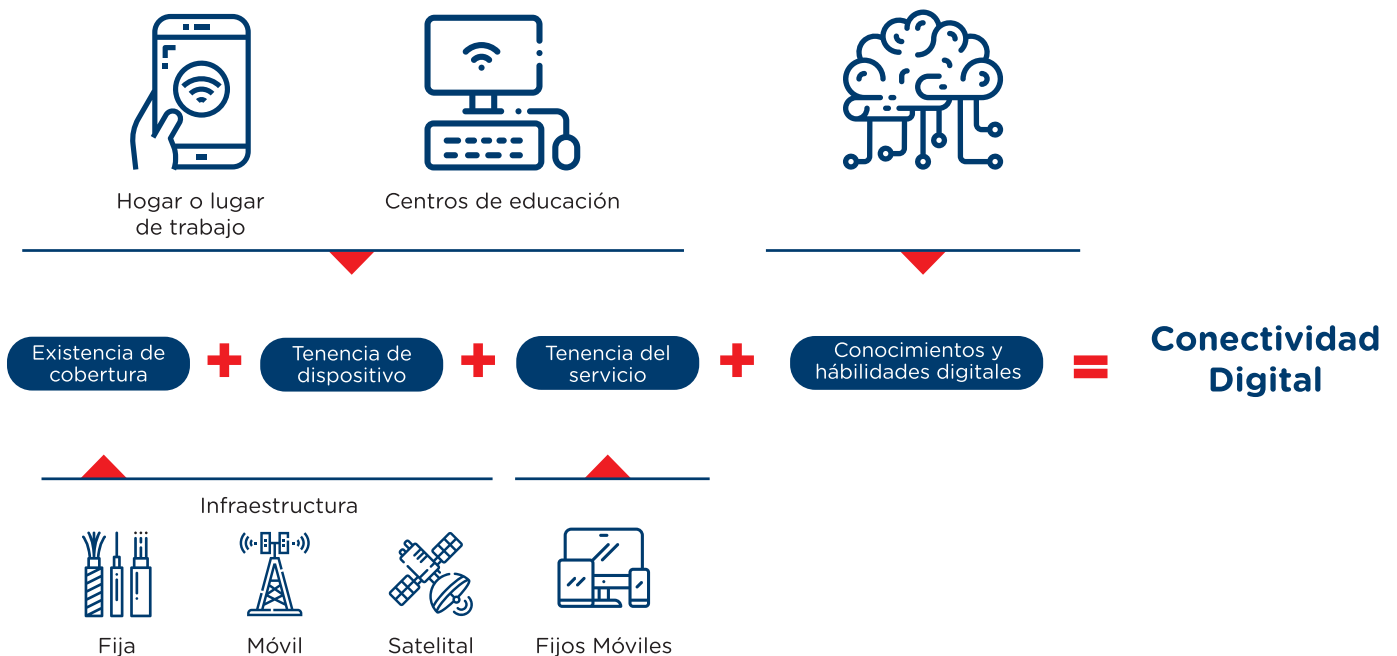 Hogar o lugar
de trabajo
Centros de educación
Existencia de
cobertura
+
Tenencia de
dispositivo
+
Tenencia del
servicio
+
Conocimientos y
hábilidades digitales
=
Conectividad
Digital
Infraestructura
Fija
Móvil
Satelital
Fijos Móviles